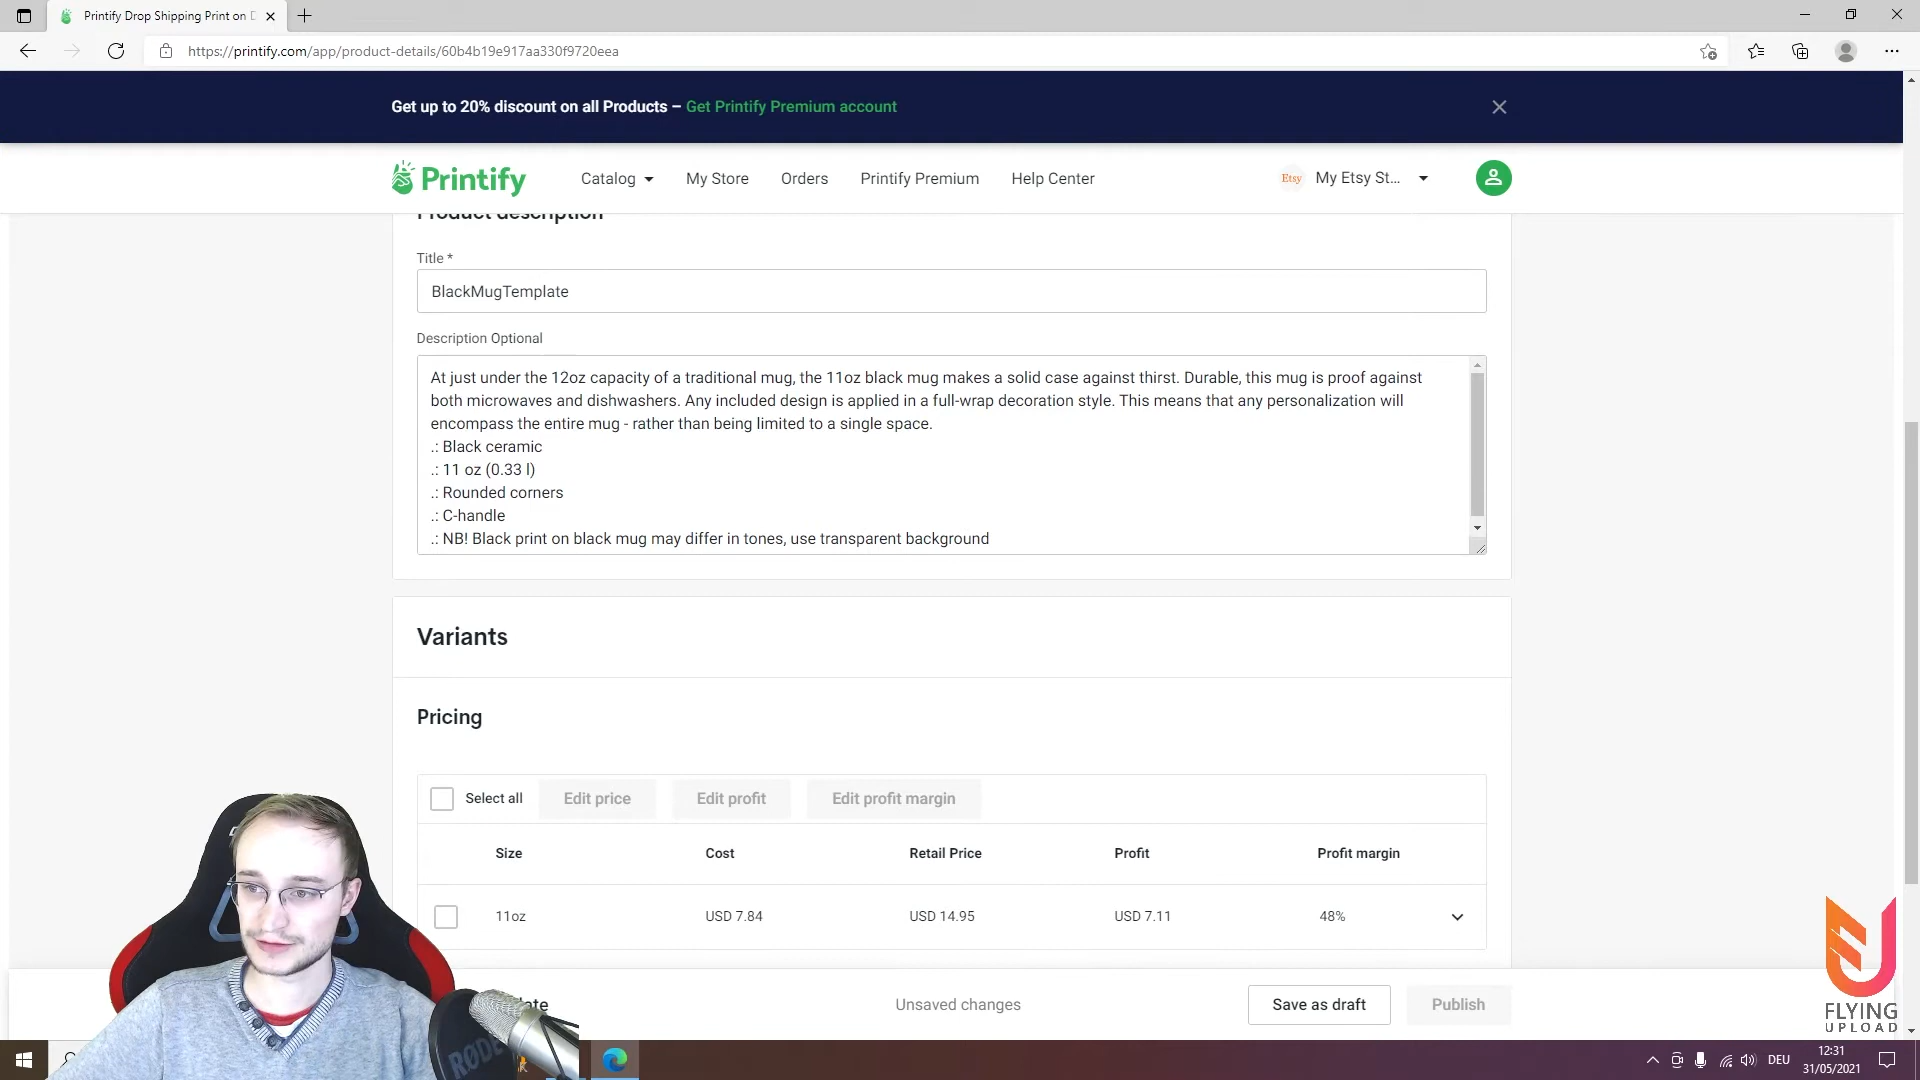 Printify Drop Shipping Print on D
https://printify.com/app/product-details/60b4b19e917aa330f9720eea
Get up to 20% discount on all Products – Get Printify Premium account
Printify
Catalog
My Store
Orders
Printify Premium
Help Center
Etsy
My Etsy St...
Product description
Title *
BlackMugTemplate
Description Optional
At just under the 12oz capacity of a traditional mug, the 11oz black mug makes a solid case against thirst. Durable, this mug is proof against
both microwaves and dishwashers. Any included design is applied in a full-wrap decoration style. This means that any personalization will
encompass the entire mug - rather than being limited to a single space.
.: Black ceramic
.: 11 oz (0.33 l)
.: Rounded corners
.: C-handle
.: NB! Black print on black mug may differ in tones, use transparent background
Variants
Pricing
Select all
Edit price
Edit profit
Edit profit margin
Size Cost Retail Price Profit Profit margin
11oz USD 7.84 USD 14.95 USD 7.11 48%
Unsaved changes
Save as draft
Publish
RØDE
FLYING
UPLOAD
DEU
12:31
31/05/2021